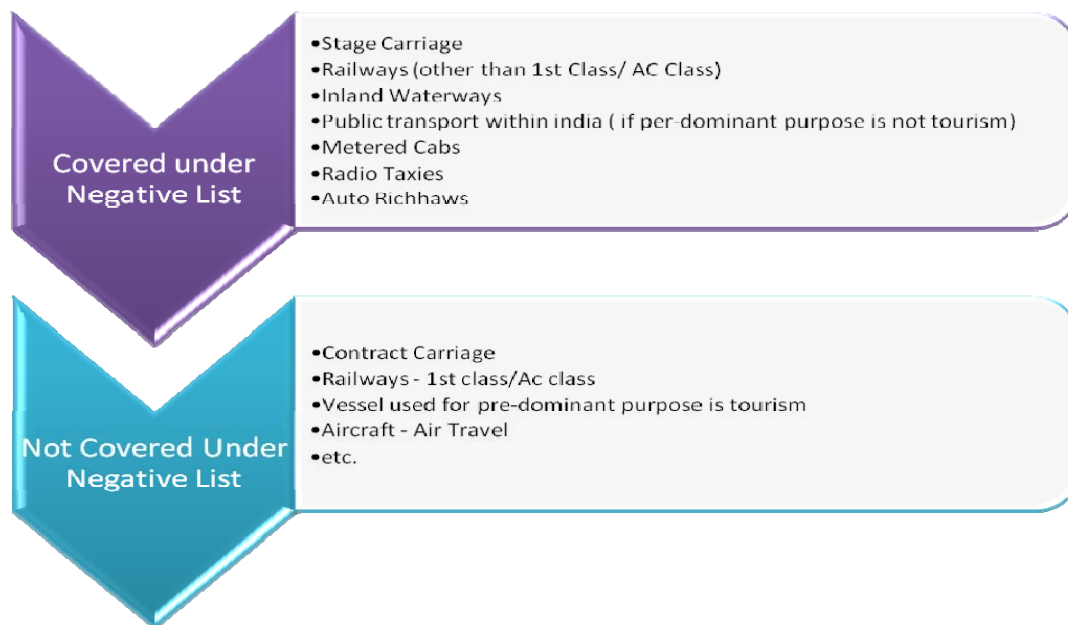 Covered under
Negative List
•Stage Carriage
•Railways (other than 1st Class/ AC Class)
•Inland Waterways
•Public transport within india ( if per-dominant purpose is not tourism)
•Metered Cabs
•Radio Taxies
•Auto Richhaws
Not Covered Under
Negative List
•Contract Carriage
•Railways - 1st class/Ac class
•Vessel used for pre-dominant purpose is tourism
•Aircraft - Air Travel
•etc.